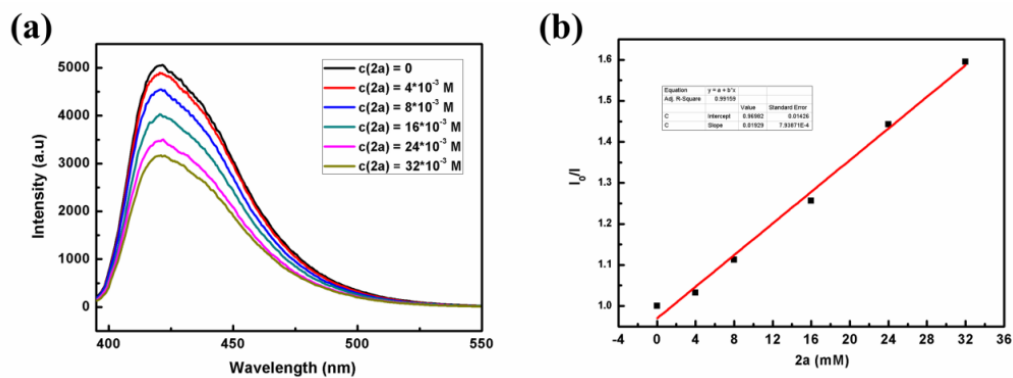 (a)
5000
4000
3000
2000
1000
0
Intensity (a.u)
c(2a) = 0
c(2a) = 4*10⁻³ M
c(2a) = 8*10⁻³ M
c(2a) = 16*10⁻³ M
c(2a) = 24*10⁻³ M
c(2a) = 32*10⁻³ M
400 450 500 550
Wavelength (nm)
(b)
1.6
1.5
1.4
1.3
1.2
1.1
1.0
I₀/I
Equation y = a + b*x
Adj. R-Square 0.99159
Value Standard Error
C Intercept 0.96982 0.01426
C Slope 0.01929 7.93871E-4
-4 0 4 8 12 16 20 24 28 32 36
2a (mM)